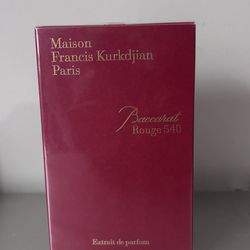 Maison
Francis Kurkdjian
Paris
Baccarat
Rouge 540
Extrait de parfum